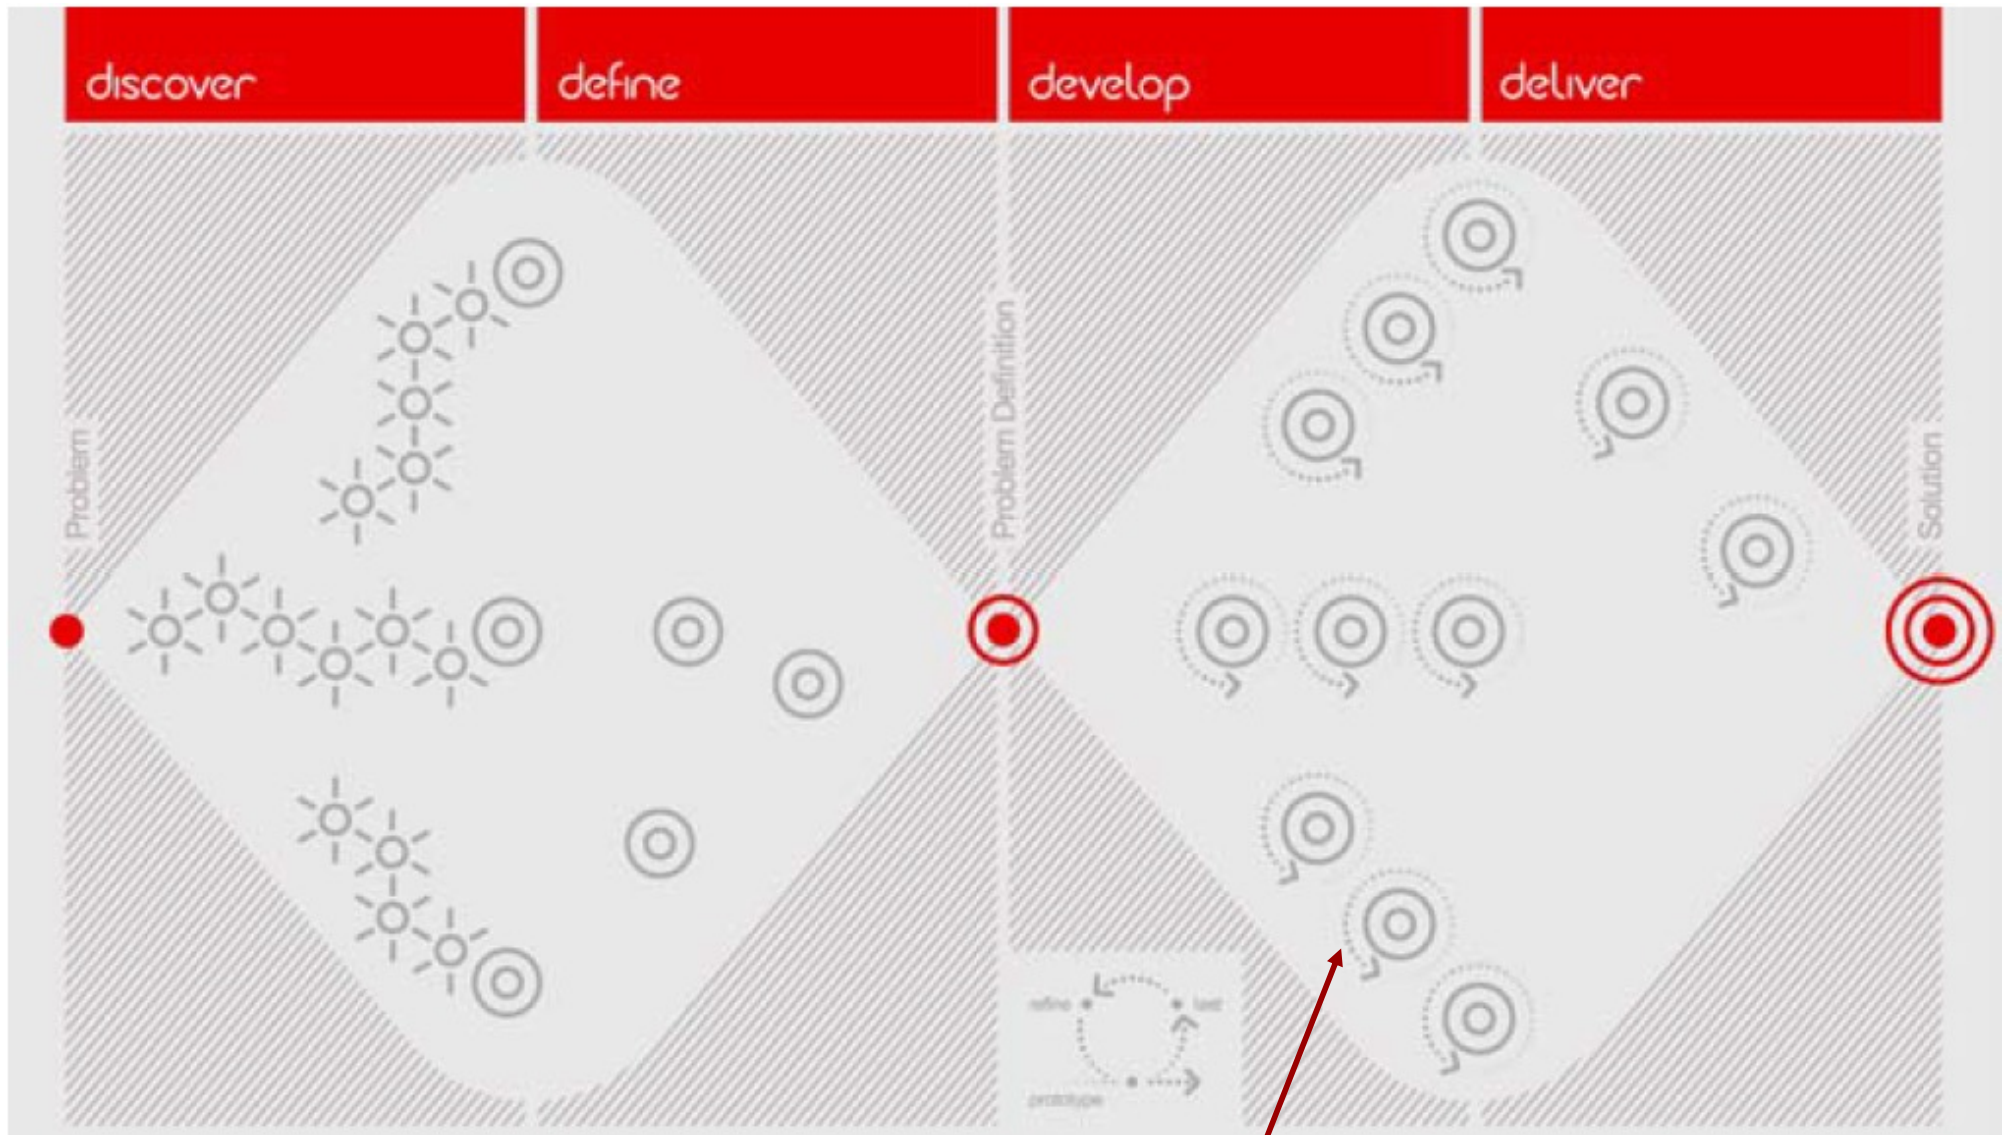 discover
define
develop
deliver
Problem
Problem Definition
Solution
refine
test
prototype